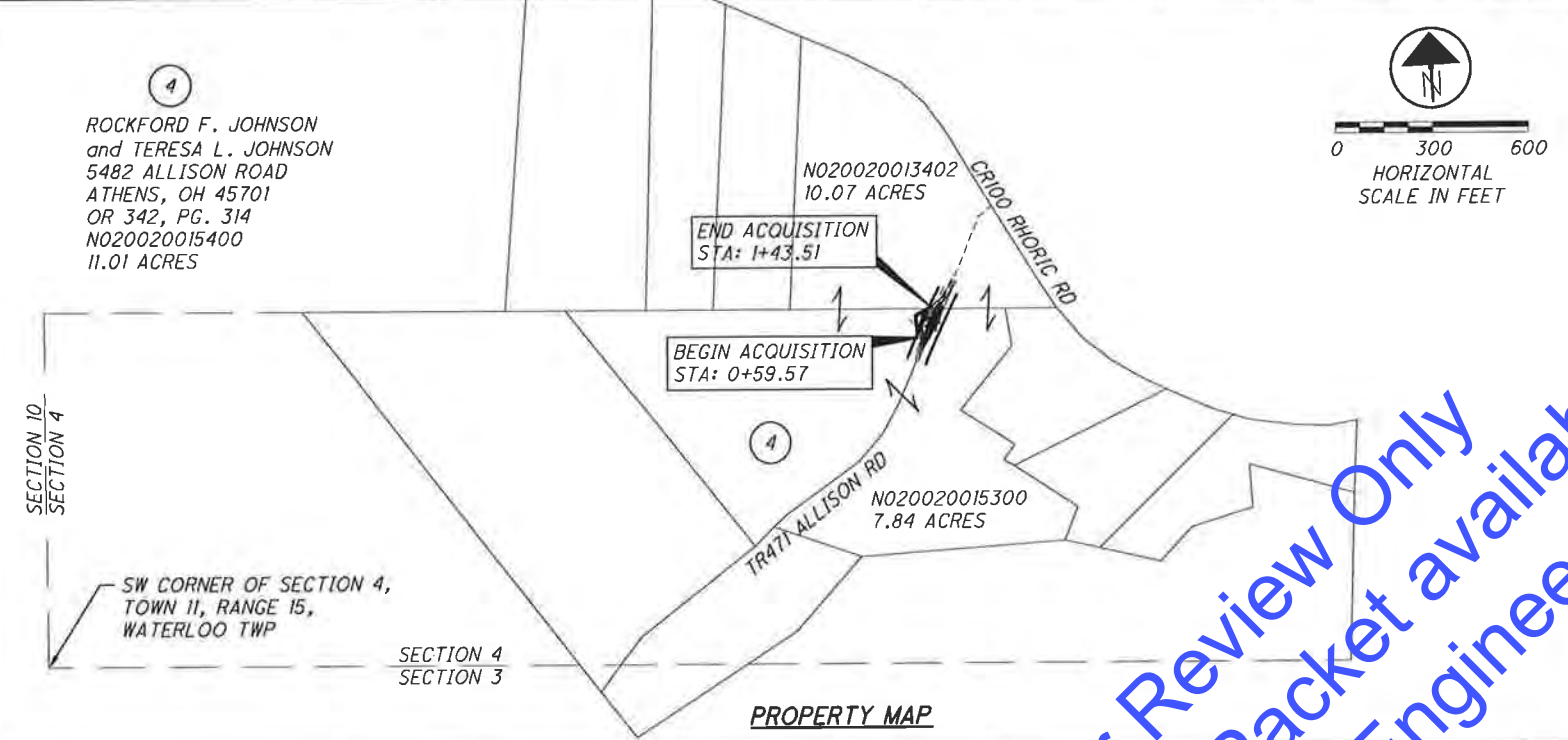 4
ROCKFORD F. JOHNSON
and TERESA L. JOHNSON
5482 ALLISON ROAD
ATHENS, OH 45701
OR 342, PG. 314
N020020015400
11.01 ACRES
N020020013402
10.07 ACRES
CR100 RHORIC RD
N
0 300 600
HORIZONTAL
SCALE IN FEET
END ACQUISITION
STA: 1+43.51
BEGIN ACQUISITION
STA: 0+59.57
4
TR471 ALLISON RD
N020020015300
7.84 ACRES
SECTION 10
SECTION 4
SW CORNER OF SECTION 4,
TOWN 11, RANGE 15,
WATERLOO TWP
SECTION 4
SECTION 3
PROPERTY MAP
Review Only
Packet availab
Enginee